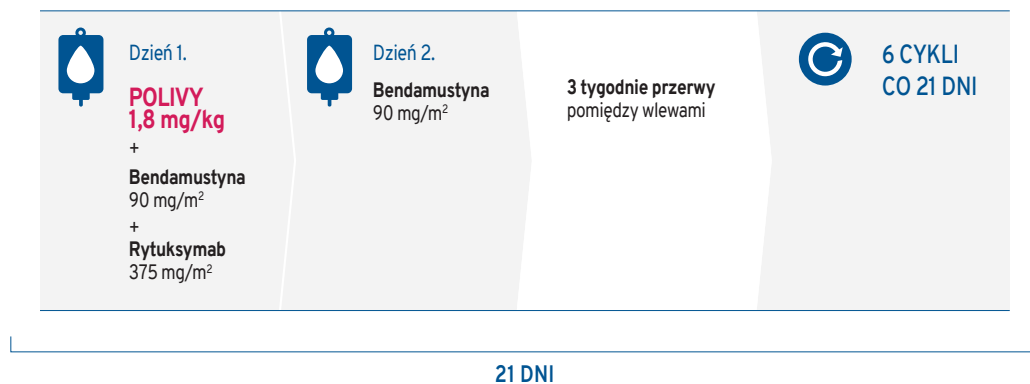 Dzień 1.
POLIVY
1,8 mg/kg
+
Bendamustyna
90 mg/m²
+
Rytuksymab
375 mg/m²
Dzień 2.
Bendamustyna
90 mg/m²
3 tygodnie przerwy
pomiędzy wlewami
6 CYKLI
CO 21 DNI
21 DNI